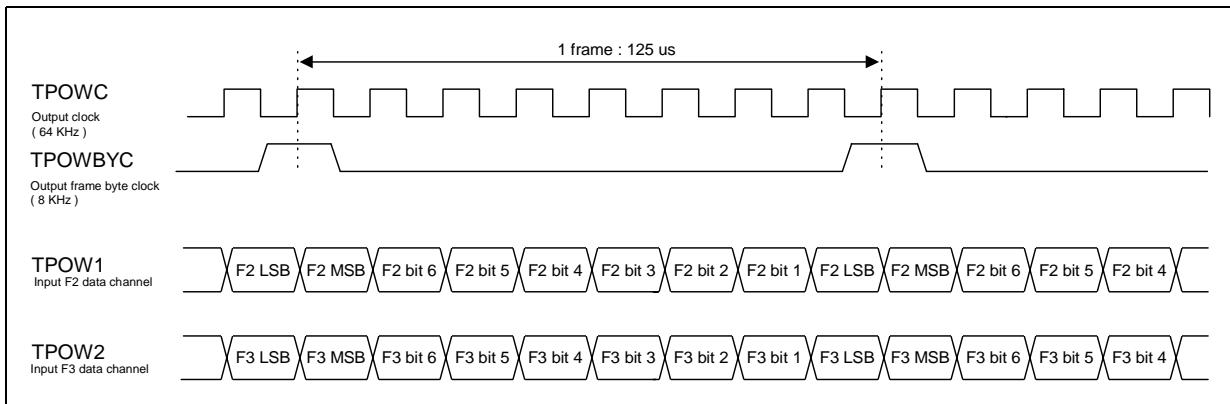 1 frame : 125 us
TPOWC
Output clock
( 64 KHz )
TPOWBYC
Output frame byte clock
( 8 KHz )
TPOW1
Input F2 data channel
F2 LSB F2 MSB F2 bit 6 F2 bit 5 F2 bit 4 F2 bit 3 F2 bit 2 F2 bit 1 F2 LSB F2 MSB F2 bit 6 F2 bit 5 F2 bit 4
TPOW2
Input F3 data channel
F3 LSB F3 MSB F3 bit 6 F3 bit 5 F3 bit 4 F3 bit 3 F3 bit 2 F3 bit 1 F3 LSB F3 MSB F3 bit 6 F3 bit 5 F3 bit 4